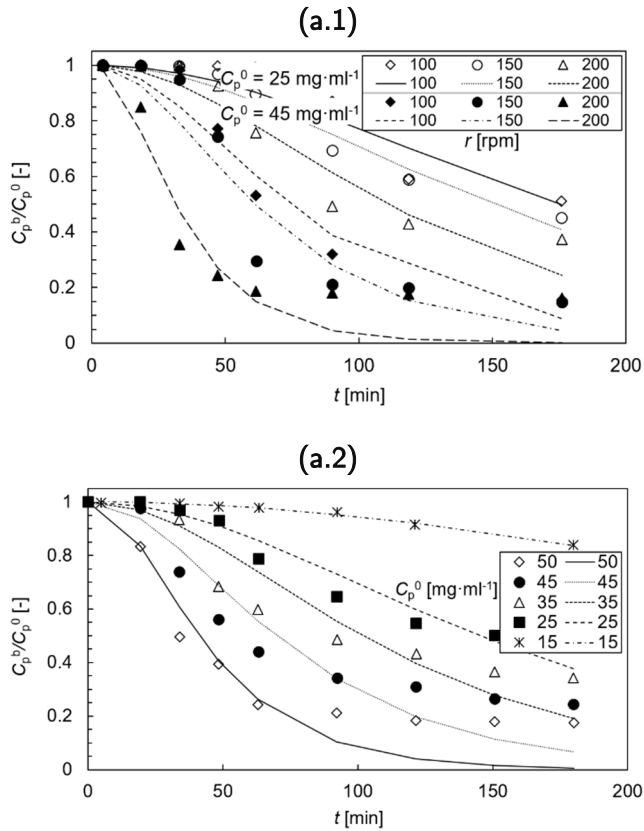 (a.1)
1
0.8
0.6
0.4
0.2
0
C_p^b/C_p^0 [-]
C_p^0 = 25 mg·ml^-1
C_p^0 = 45 mg·ml^-1
100 150 200
100 150 200
100 150 200
100 150 200
r [rpm]
0 50 100 150 200
t [min]
(a.2)
1
0.8
0.6
0.4
0.2
0
C_p^b/C_p^0 [-]
C_p^0 [mg·ml^-1]
50 50
45 45
35 35
25 25
15 15
0 50 100 150 200
t [min]